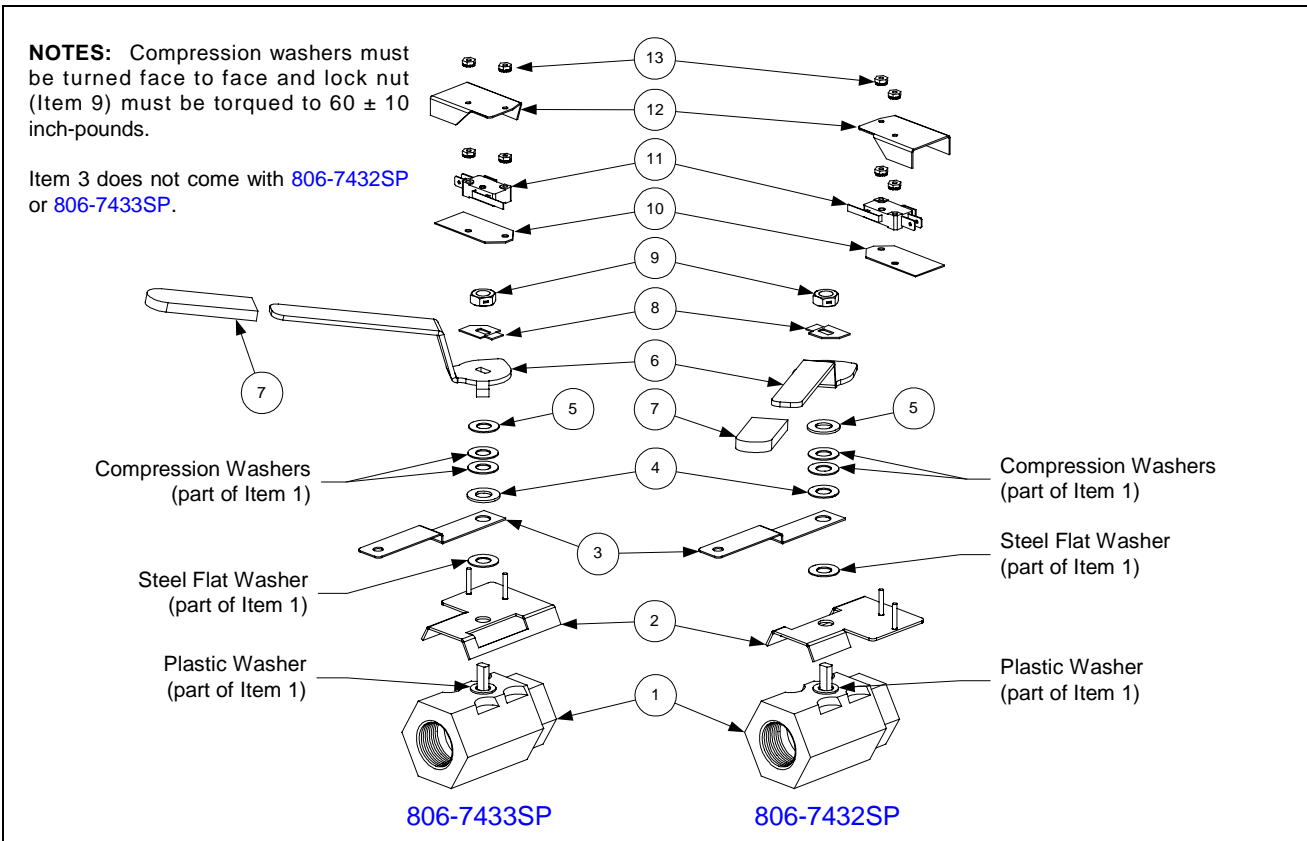 NOTES: Compression washers must
be turned face to face and lock nut
(Item 9) must be torqued to 60 ± 10
inch-pounds.
Item 3 does not come with 806-7432SP
or 806-7433SP.
13
12
11
10
9
8
7
6
5
7
5
Compression Washers
(part of Item 1)
4
Compression Washers
(part of Item 1)
3
Steel Flat Washer
(part of Item 1)
Steel Flat Washer
(part of Item 1)
2
Plastic Washer
(part of Item 1)
Plastic Washer
(part of Item 1)
1
806-7433SP
806-7432SP